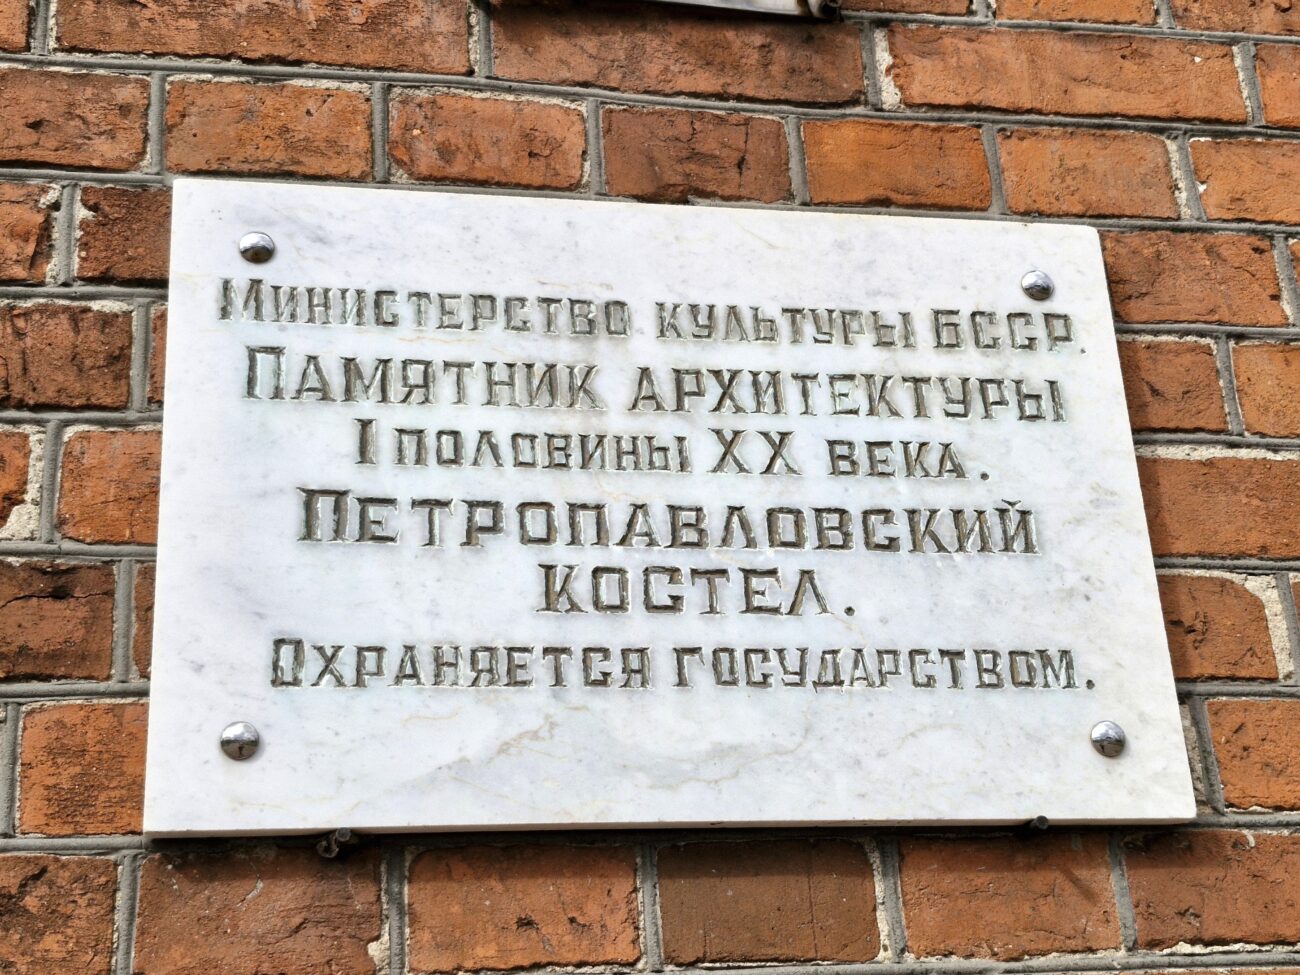 Министерство культуры БССР.
Памятник архитектуры
I половины XX века.
Петропавловский
костел.
Охраняется государством.